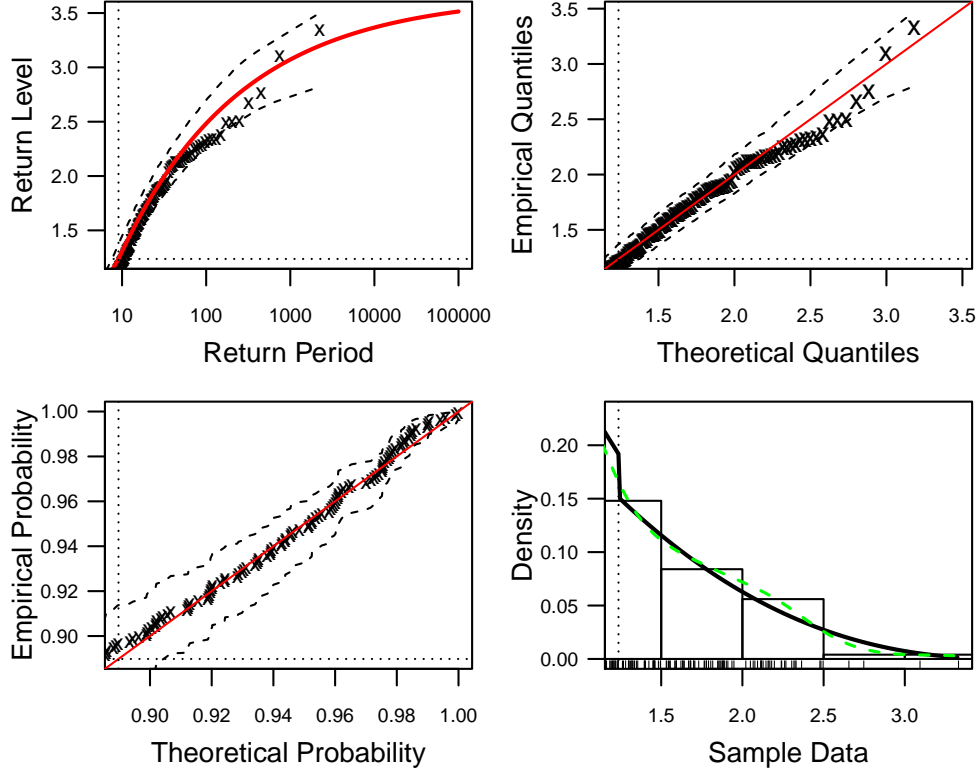 3.5
3.0
2.5
2.0
1.5
Return Level
10 100 1000 10000 100000
Return Period
3.5
3.0
2.5
2.0
1.5
Empirical Quantiles
1.5 2.0 2.5 3.0 3.5
Theoretical Quantiles
1.00
0.98
0.96
0.94
0.92
0.90
Empirical Probability
0.90 0.92 0.94 0.96 0.98 1.00
Theoretical Probability
0.20
0.15
0.10
0.05
0.00
Density
1.5 2.0 2.5 3.0
Sample Data